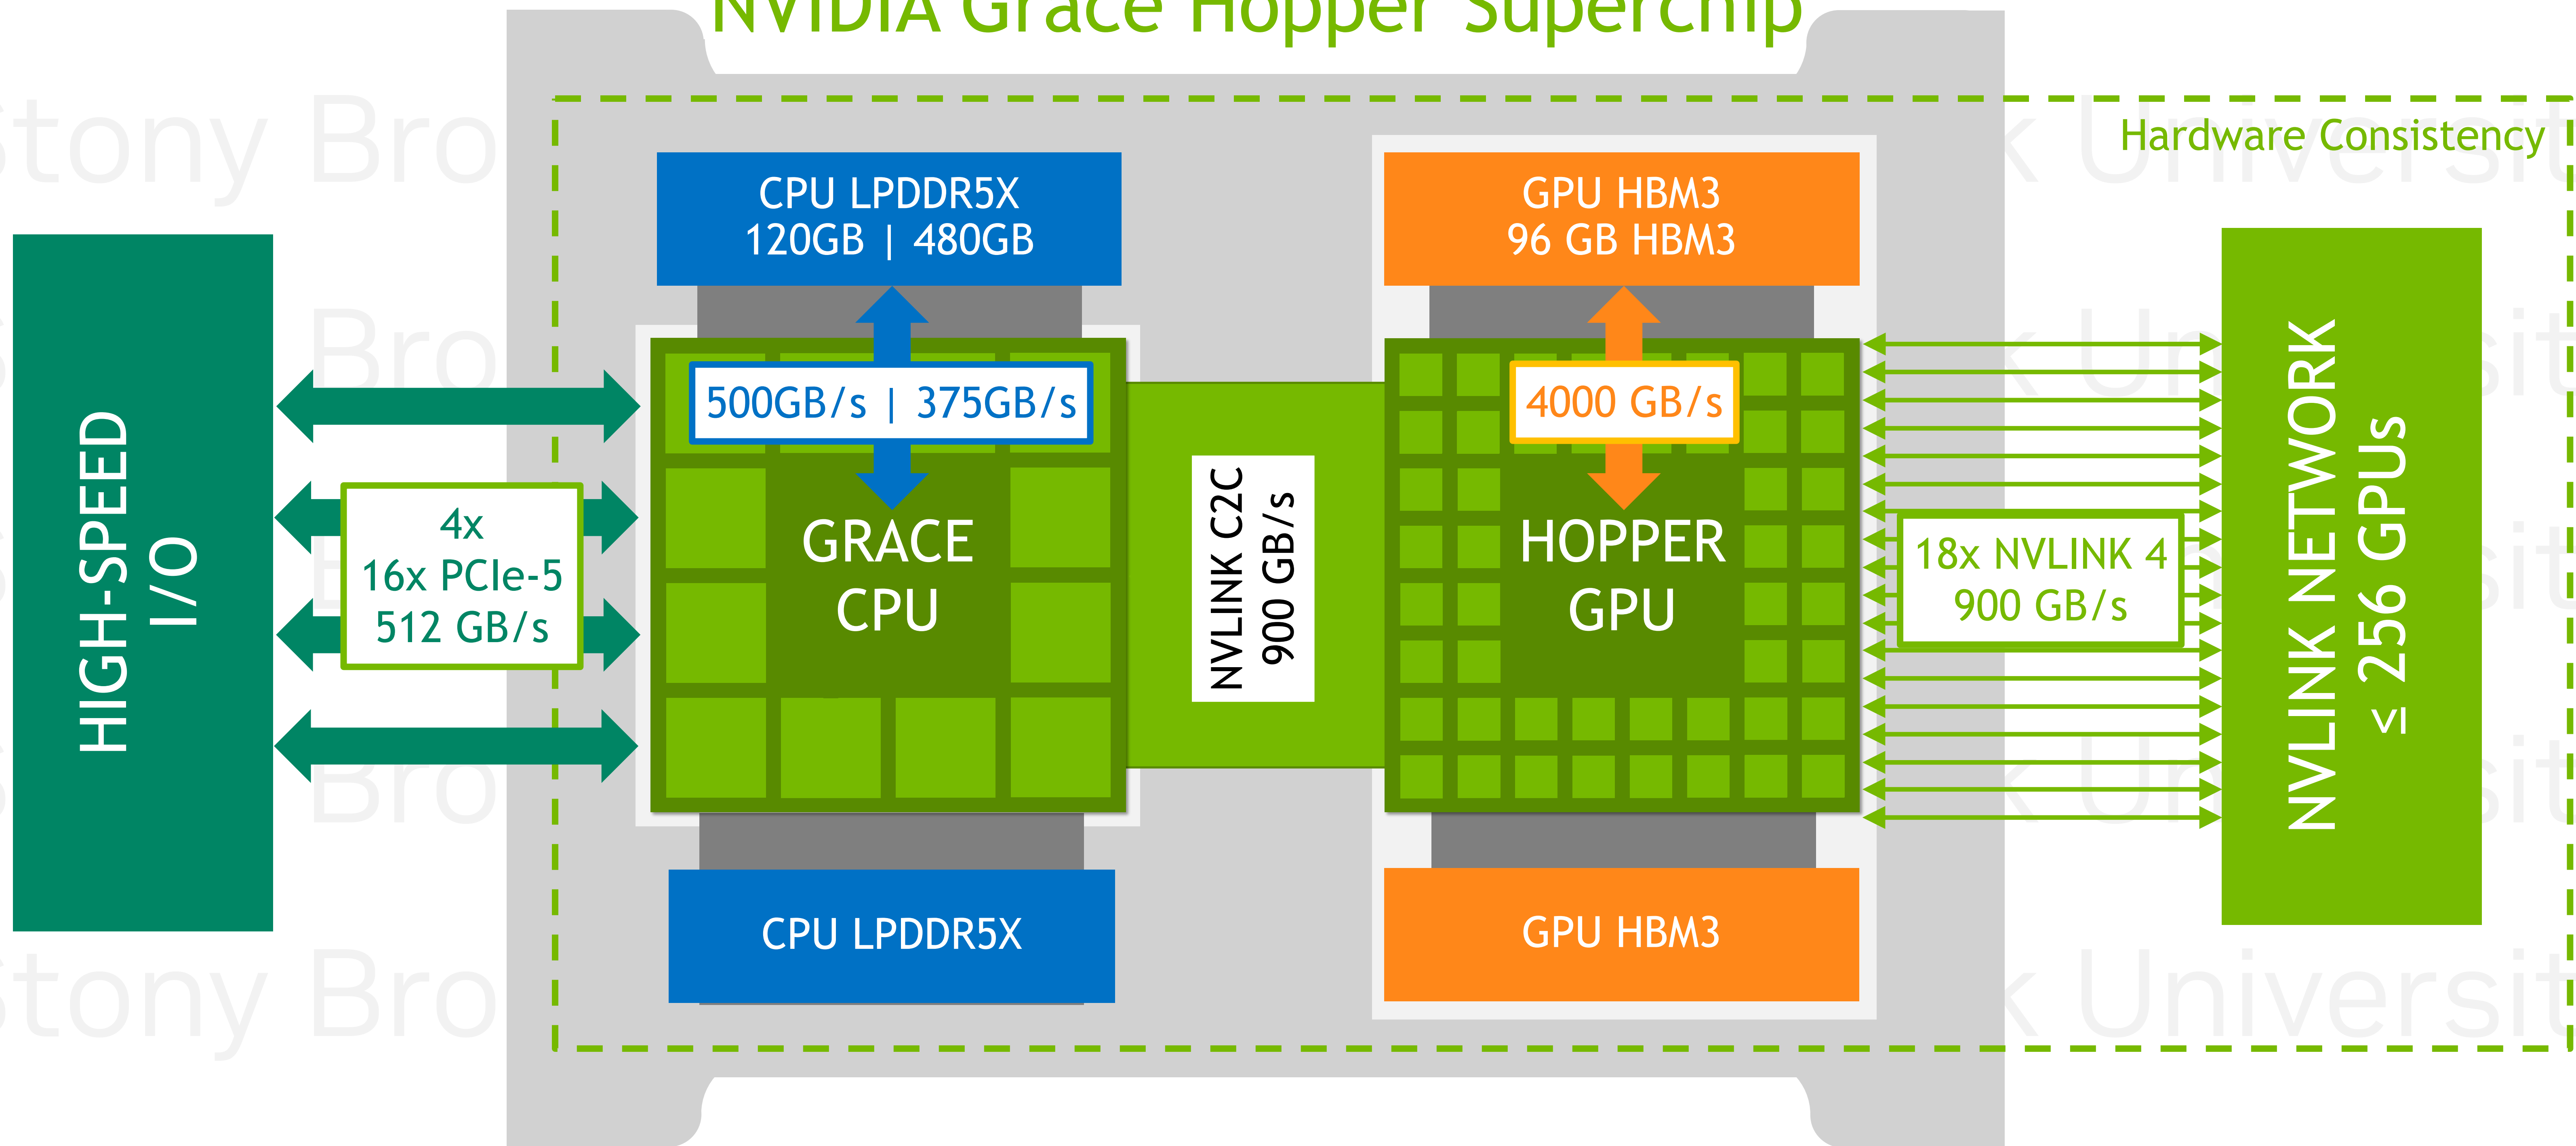 NVIDIA Grace Hopper Superchip
Hardware Consistency
CPU LPDDR5X
120GB | 480GB
GPU HBM3
96 GB HBM3
500GB/s | 375GB/s
4000 GB/s
HIGH-SPEED
I/O
4x
16x PCIe-5
512 GB/s
GRACE
CPU
NVLINK C2C
900 GB/s
HOPPER
GPU
18x NVLINK 4
900 GB/s
NVLINK NETWORK
≤ 256 GPUs
CPU LPDDR5X
GPU HBM3